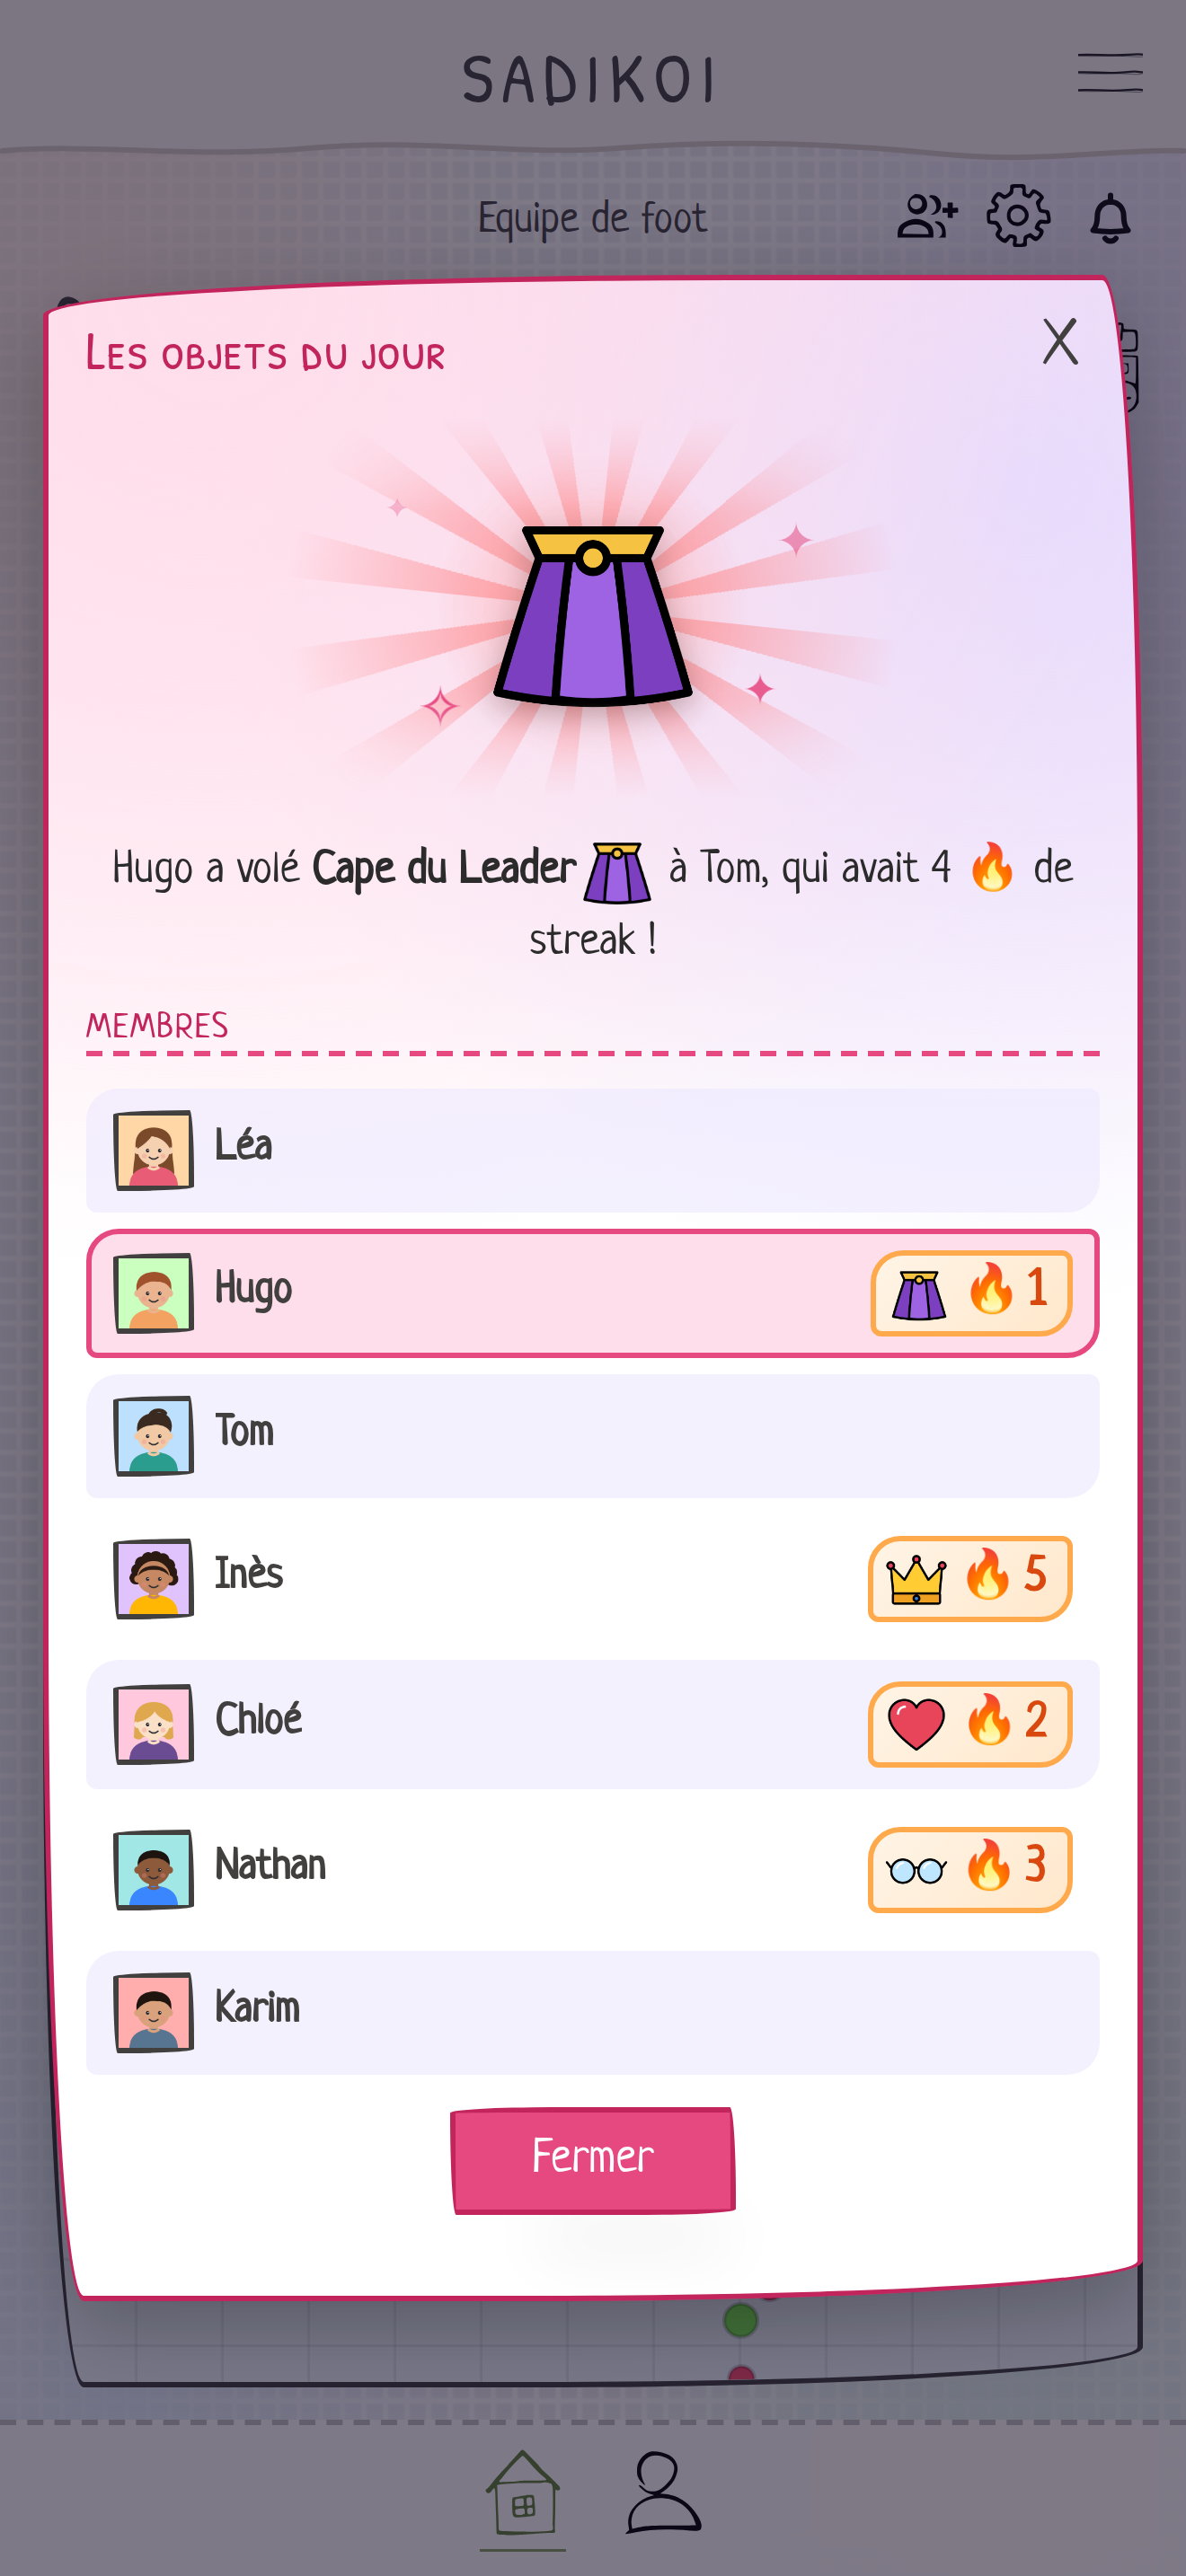 SADIKOI
Equipe de foot
Les objets du jour
X
Hugo a volé Cape du Leader à Tom, qui avait 4 🔥 de
streak !
MEMBRES
Léa
Hugo 🔥 1
Tom
Inès 🔥 5
Chloé 🔥 2
Nathan 🔥 3
Karim
Fermer